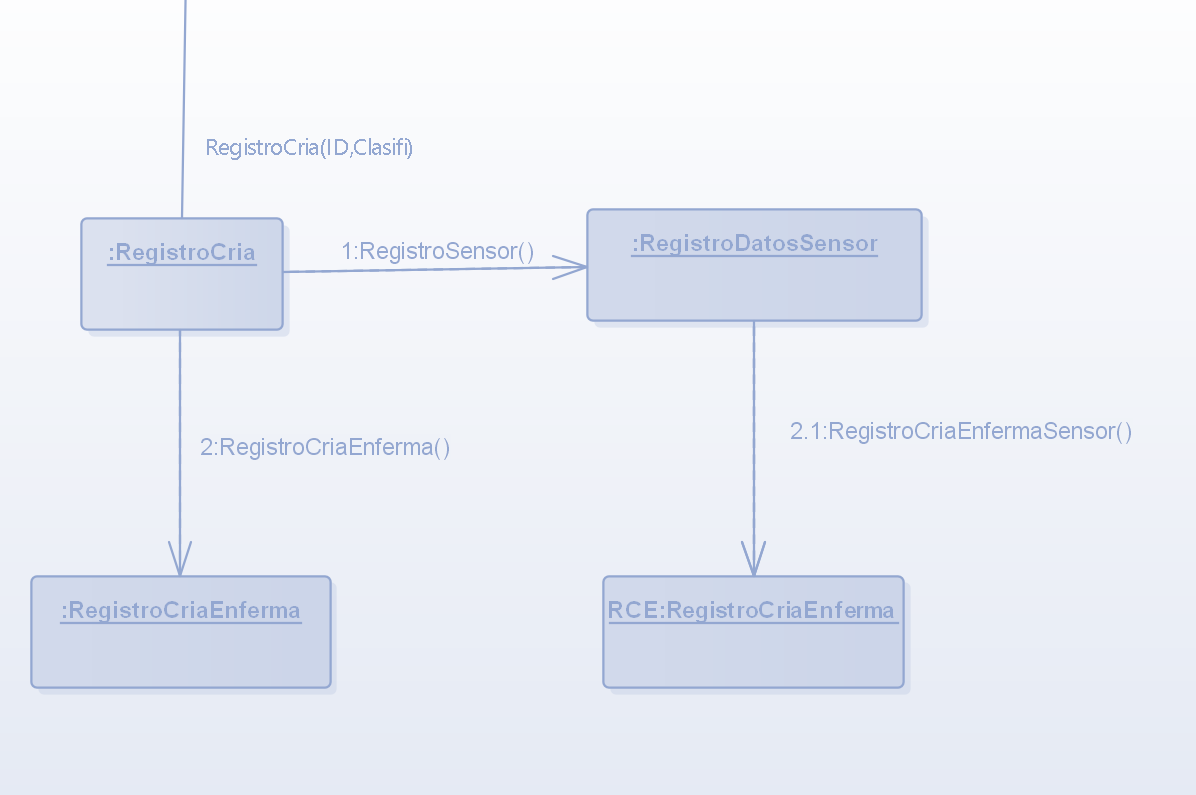 RegistroCria(ID,Clasifi)
:RegistroCria
1:RegistroSensor()
:RegistroDatosSensor
2:RegistroCriaEnferma()
2.1:RegistroCriaEnfermaSensor()
:RegistroCriaEnferma
RCE:RegistroCriaEnferma